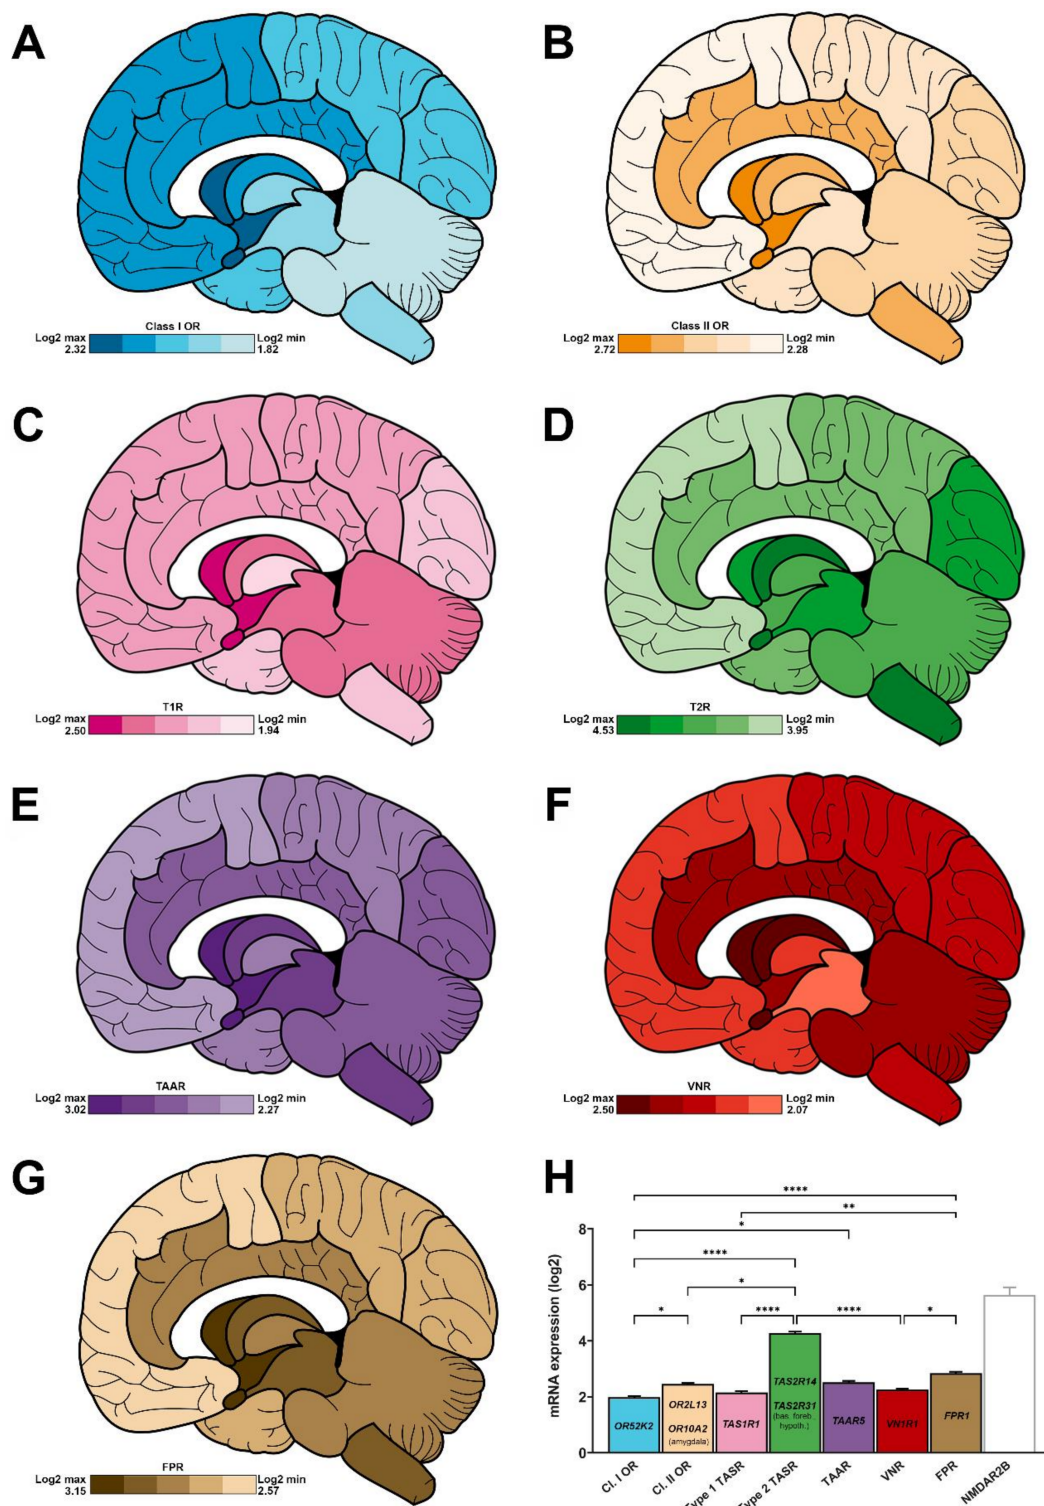 A
B
Class I OR
Log2 max
Log2 min
2.32
1.82
Class II OR
Log2 max
Log2 min
2.72
2.28
C
D
T1R
Log2 max
Log2 min
2.50
1.94
T2R
Log2 max
Log2 min
4.53
3.95
E
F
TAAR
Log2 max
Log2 min
3.02
2.27
VNR
Log2 max
Log2 min
2.50
2.07
G
H
FPR
Log2 max
Log2 min
3.15
2.57
mRNA expression (log2)
8
6
4
2
0
****
**
*
****
*
*
****
****
*
OR52K2
OR2L13
OR10A2
(amygdala)
TAS1R1
TAS2R14
TAS2R31
(bas. foreb.,
hypoth.)
TAAR5
VN1R1
FPR1
Cl. I OR
Cl. II OR
Type 1 TASR
Type 2 TASR
TAAR
VNR
FPR
NMDAR2B